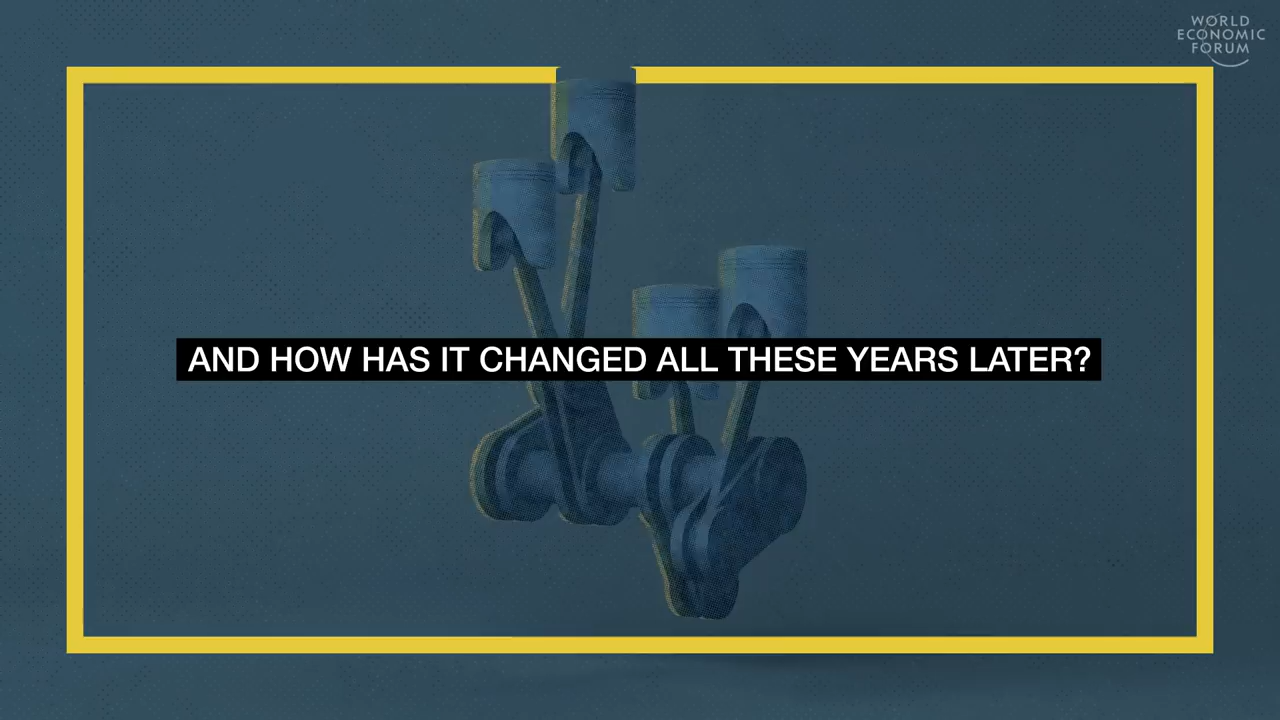 WORLD
ECONOMIC
FORUM
AND HOW HAS IT CHANGED ALL THESE YEARS LATER?